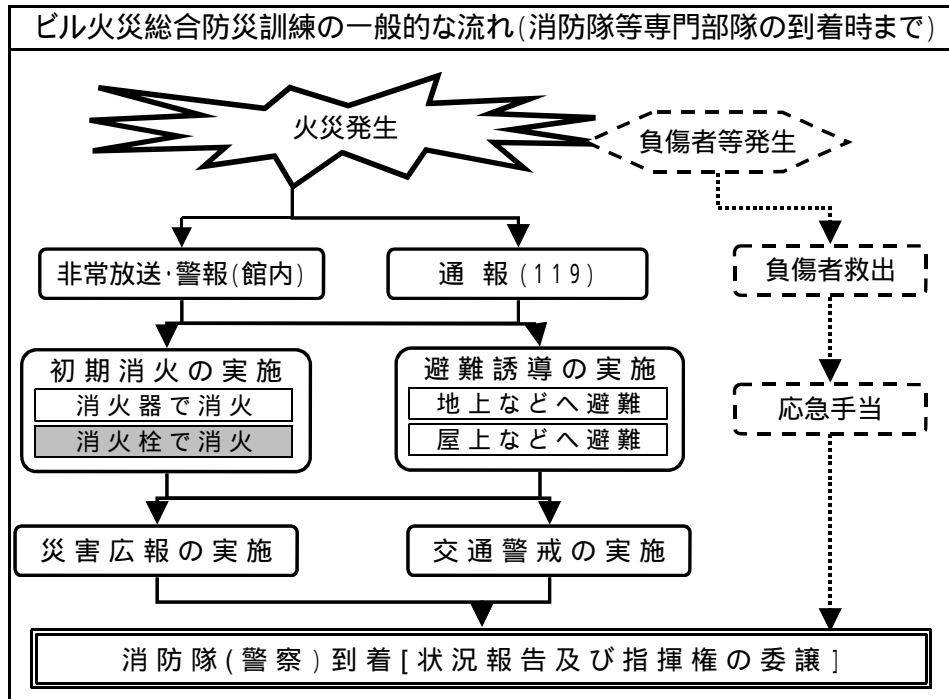 ビル火災総合防災訓練の一般的な流れ(消防隊等専門部隊の到着時まで)
火災発生
負傷者等発生
非常放送・警報(館内)
通報(119)
負傷者救出
初期消火の実施
消火器で消火
消火栓で消火
避難誘導の実施
地上などへ避難
屋上などへ避難
応急手当
災害広報の実施
交通警戒の実施
消防隊(警察)到着[状況報告及び指揮権の委譲]